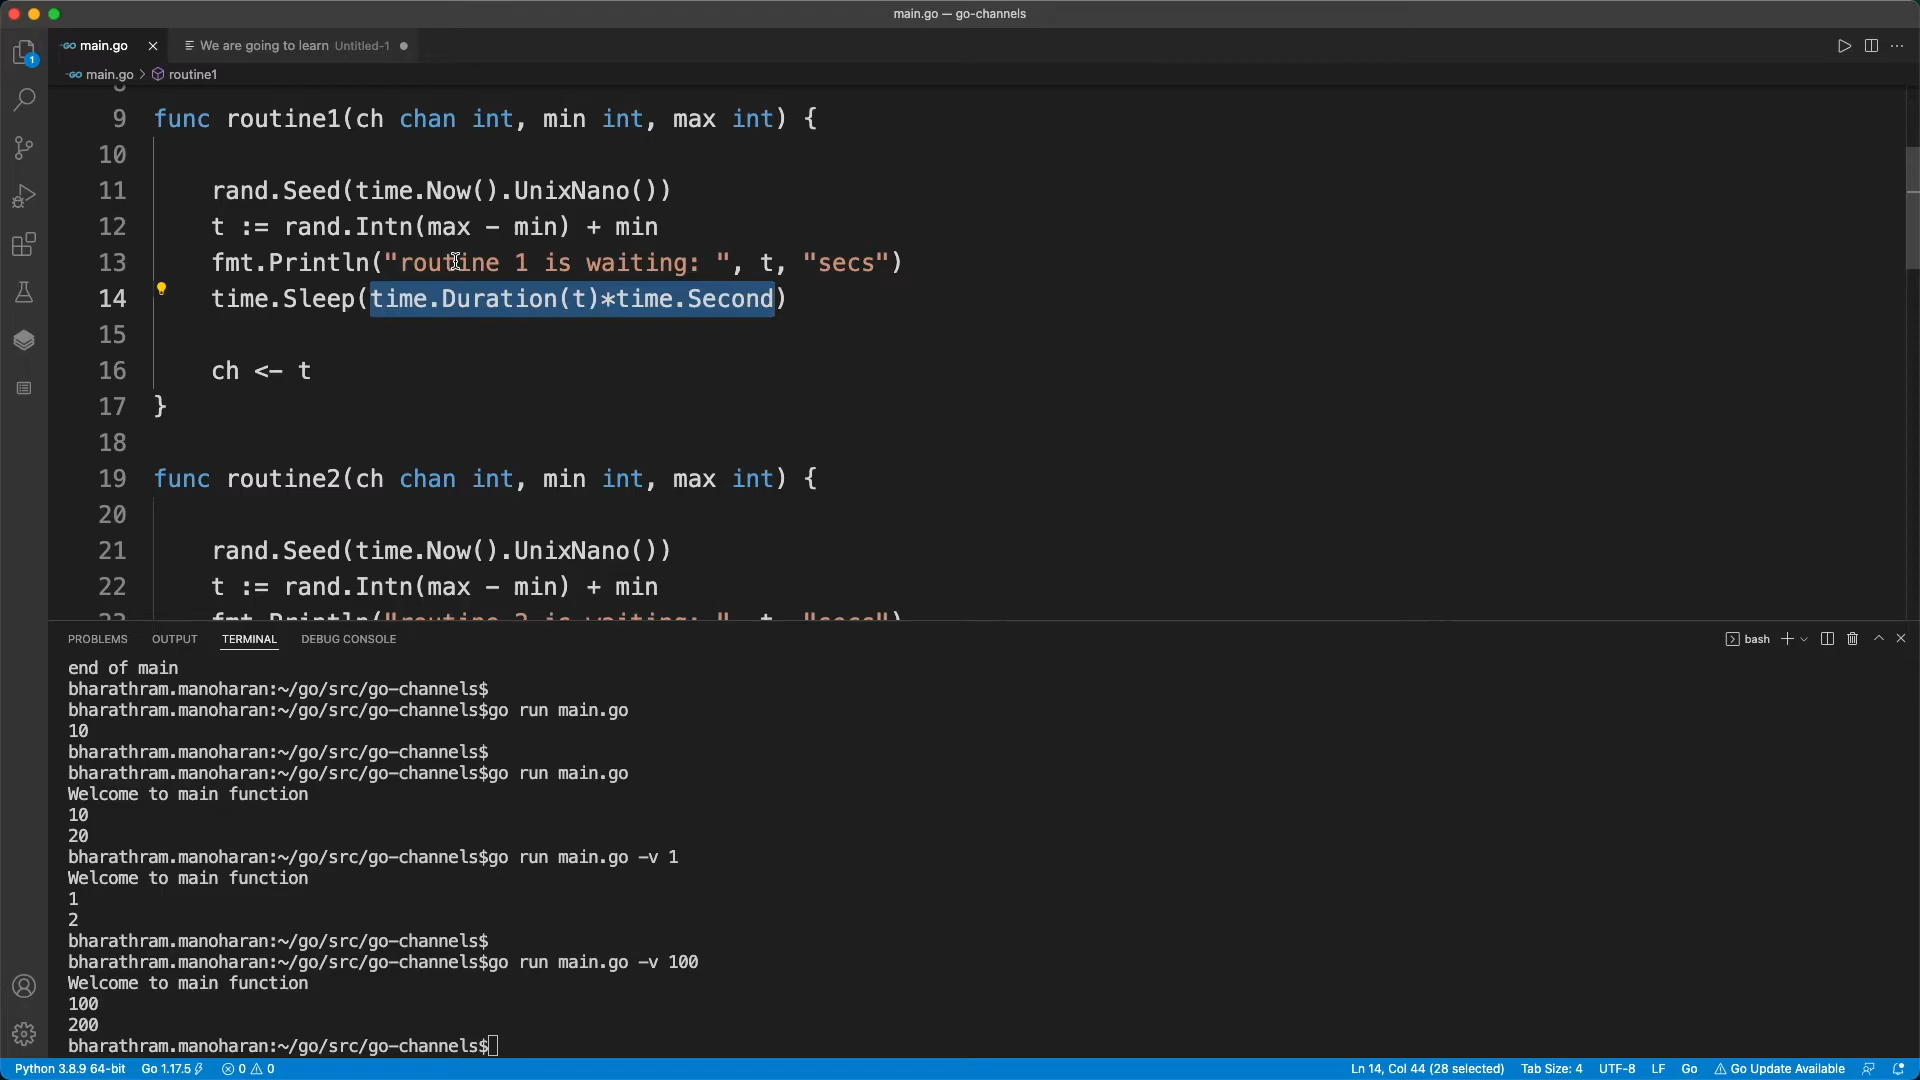 main.go — go-channels
main.go
We are going to learn Untitled-1
main.go > routine1
8
9 func routine1(ch chan int, min int, max int) {
10
11 rand.Seed(time.Now().UnixNano())
12 t := rand.Intn(max - min) + min
13 fmt.Println("routine 1 is waiting: ", t, "secs")
14 time.Sleep(time.Duration(t)*time.Second)
15
16 ch <- t
17 }
18
19 func routine2(ch chan int, min int, max int) {
20
21 rand.Seed(time.Now().UnixNano())
22 t := rand.Intn(max - min) + min
23 fmt.Println("routine 2 is waiting: ", t, "secs")
PROBLEMS OUTPUT TERMINAL DEBUG CONSOLE
bash
end of main
bharathram.manoharan:~/go/src/go-channels$
bharathram.manoharan:~/go/src/go-channels$go run main.go
10
bharathram.manoharan:~/go/src/go-channels$
bharathram.manoharan:~/go/src/go-channels$go run main.go
Welcome to main function
10
20
bharathram.manoharan:~/go/src/go-channels$go run main.go -v 1
Welcome to main function
1
2
bharathram.manoharan:~/go/src/go-channels$
bharathram.manoharan:~/go/src/go-channels$go run main.go -v 100
Welcome to main function
100
200
bharathram.manoharan:~/go/src/go-channels$
Python 3.8.9 64-bit Go 1.17.5 0 0 Ln 14, Col 44 (28 selected) Tab Size: 4 UTF-8 LF Go Go Update Available